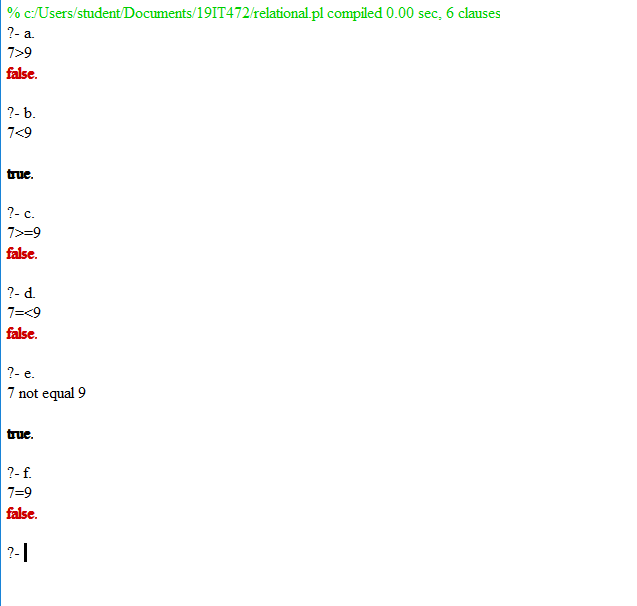 % c:/Users/student/Documents/19IT472/relational.pl compiled 0.00 sec, 6 clauses
?- a.
7>9
false.
?- b.
7<9
true.
?- c.
7>=9
false.
?- d.
7=<9
false.
?- e.
7 not equal 9
true.
?- f.
7=9
false.
?-